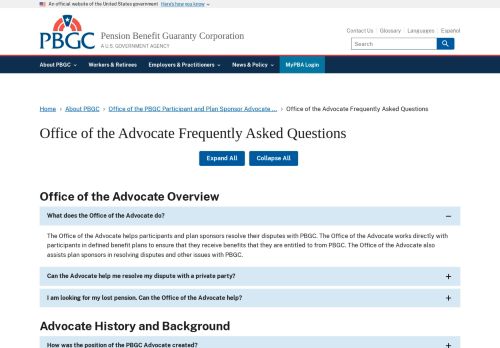 An official website of the United States government Here's how you know
PBGC
Pension Benefit Guaranty Corporation
A U.S. GOVERNMENT AGENCY
Contact Us Glossary Languages Español
Search
About PBGC Workers & Retirees Employers & Practitioners News & Policy MyPBA Login
Home › About PBGC › Office of the PBGC Participant and Plan Sponsor Advocate ... › Office of the Advocate Frequently Asked Questions
Office of the Advocate Frequently Asked Questions
Expand All Collapse All
Office of the Advocate Overview
What does the Office of the Advocate do?
The Office of the Advocate helps participants and plan sponsors resolve their disputes with PBGC. The Office of the Advocate works directly with
participants in defined benefit plans to ensure that they receive benefits that they are entitled to from PBGC. The Office of the Advocate also
assists plan sponsors in resolving disputes and other issues with PBGC.
Can the Advocate help me resolve my dispute with a private party?
I am looking for my lost pension. Can the Office of the Advocate help?
Advocate History and Background
How was the position of the PBGC Advocate created?